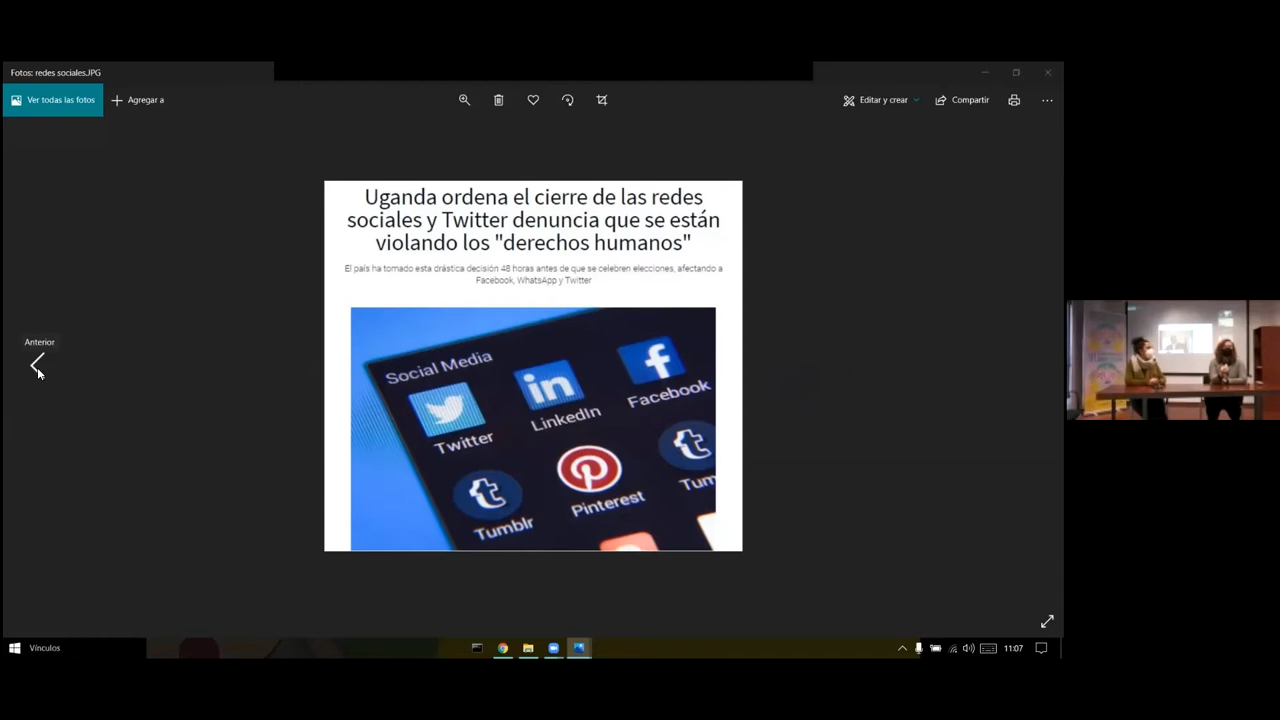 Fotos: redes sociales.JPG
Ver todas las fotos
Agregar a
Editar y crear
Compartir
Uganda ordena el cierre de las redes
sociales y Twitter denuncia que se están
violando los "derechos humanos"
El país ha tomado esta drástica decisión 48 horas antes de que se celebren elecciones, afectando a
Facebook, WhatsApp y Twitter
Anterior
Social Media
Twitter
LinkedIn
Facebook
Tumblr
Pinterest
Tum
Vínculos
11:07